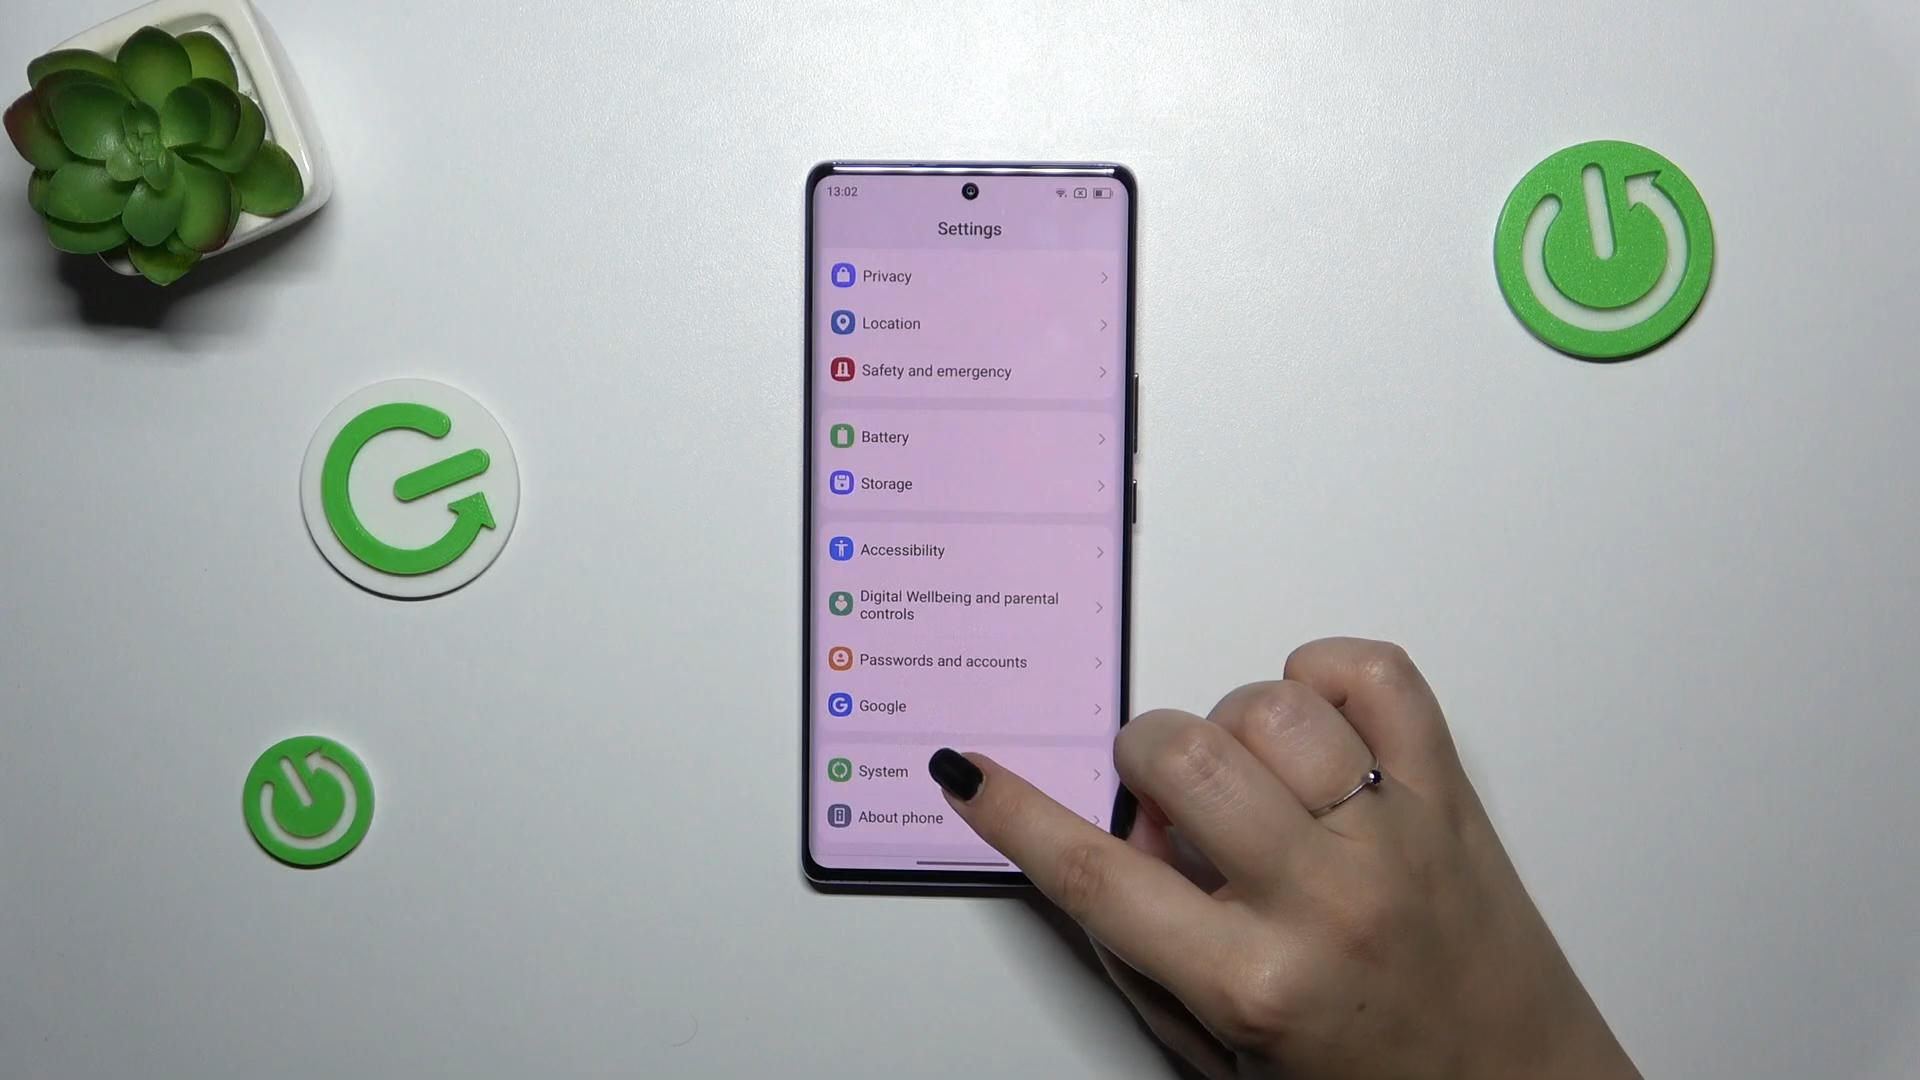 13:02
Settings
Privacy
Location
Safety and emergency
Battery
Storage
Accessibility
Digital Wellbeing and parental
controls
Passwords and accounts
Google
System
About phone